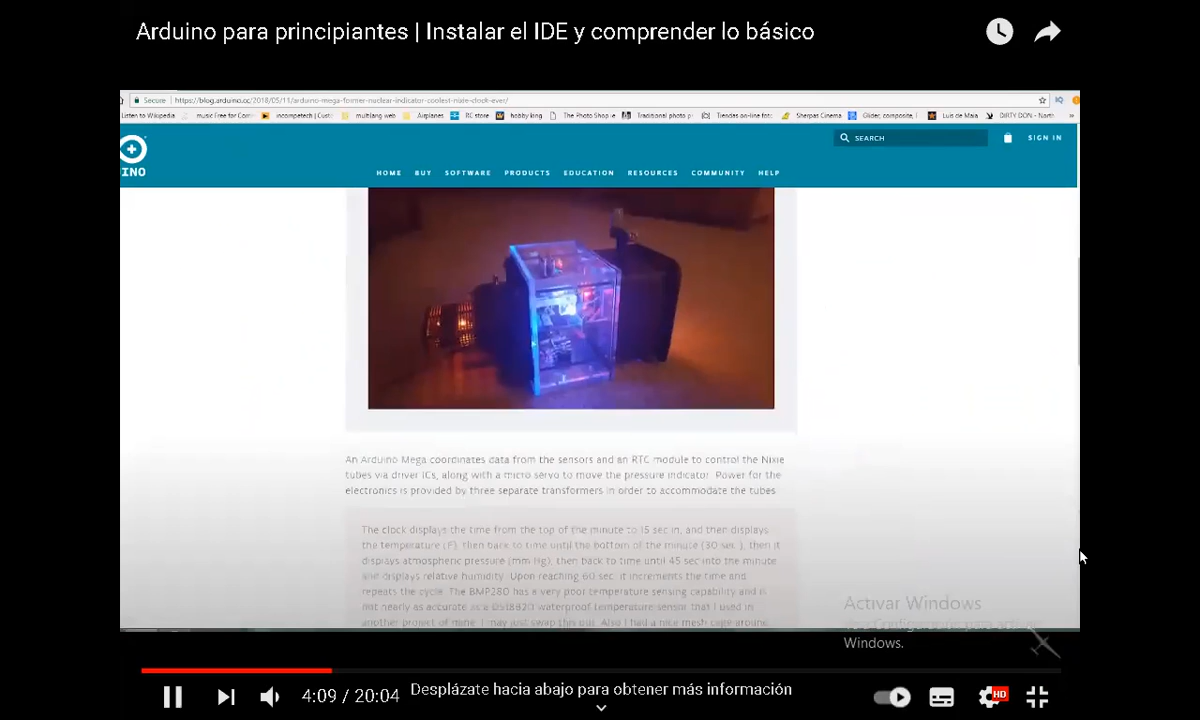 Arduino para principiantes | Instalar el IDE y comprender lo básico
Secure | https://blog.arduino.cc/2018/05/11/arduino-mega-former-nuclear-indicator-coolest-nixie-clock-ever/
Listen to Wikipedia music Free for Com incompetech | Cust multilang web Airplanes RC store hobby king The Photo Shop Traditional photo p Tiendas on-line foto Sherpas Cinema Glider, composite, Luis de Maia DIRTY DON - North
INO
SEARCH
SIGN IN
HOME BUY SOFTWARE PRODUCTS EDUCATION RESOURCES COMMUNITY HELP
An Arduino Mega coordinates data from the sensors and an RTC module to control the Nixie
tubes via driver ICs, along with a micro servo to move the pressure indicator. Power for the
electronics is provided by three separate transformers in order to accommodate the tubes
The clock displays the time from the top of the minute to 15 sec in, and then displays
the temperature (F), then back to time until the bottom of the minute (30 sec.), then it
displays atmospheric pressure (mm Hg), then back to time until 45 sec into the minute
and displays relative humidity. Upon reaching 60 sec, it increments the time and
repeats the cycle. The BMP280 has a very poor temperature sensing capability and is
not nearly as accurate as a DS18B20 waterproof temperature sensor that I used in
another project of mine. I may just swap this out. Also I had a nice mesh cage around
Activar Windows
Windows.
4:09 / 20:04
Desplázate hacia abajo para obtener más información
HD